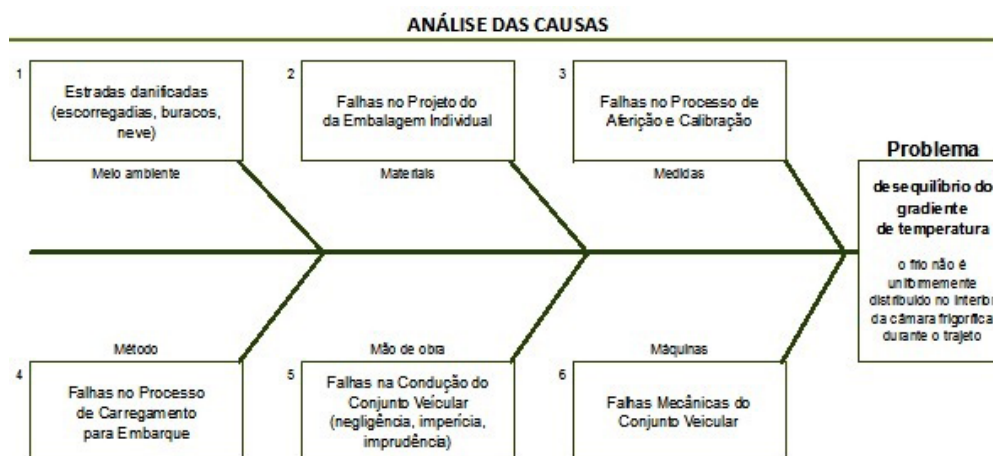 ANÁLISE DAS CAUSAS
1
Estradas danificadas
(escorregadias, buracos,
neve)
Meio ambiente
2
Falhas no Projeto do
da Embalagem Individual
Materiais
3
Falhas no Processo de
Aferição e Calibração
Medidas
Problema
desequilíbrio do
gradiente
de temperatura
o frio não é
uniformemente
distribuído no interior
da câmara frigorífica
durante o trajeto
Método
4
Falhas no Processo
de Carregamento
para Embarque
Mão de obra
5
Falhas na Condução do
Conjunto Veícular
(negligência, imperícia,
imprudência)
Máquinas
6
Falhas Mecânicas do
Conjunto Veicular